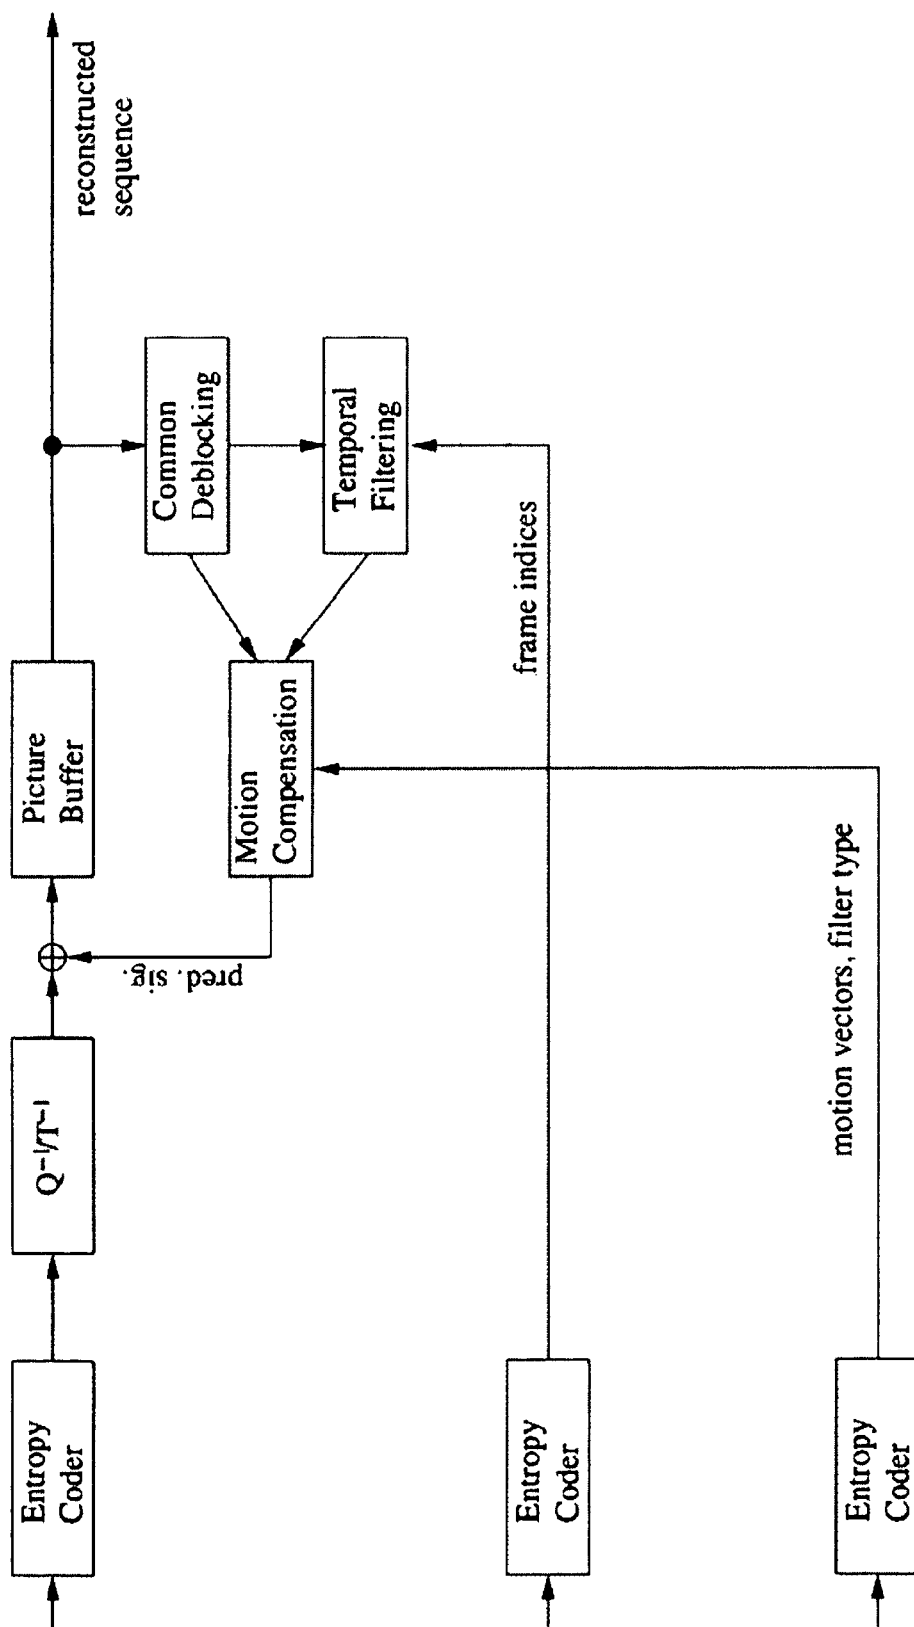 Entropy
Coder
Q⁻¹/T⁻¹
pred. sig.
Picture
Buffer
reconstructed
sequence
Motion
Compensation
Common
Deblocking
Temporal
Filtering
Entropy
Coder
frame indices
Entropy
Coder
motion vectors, filter type